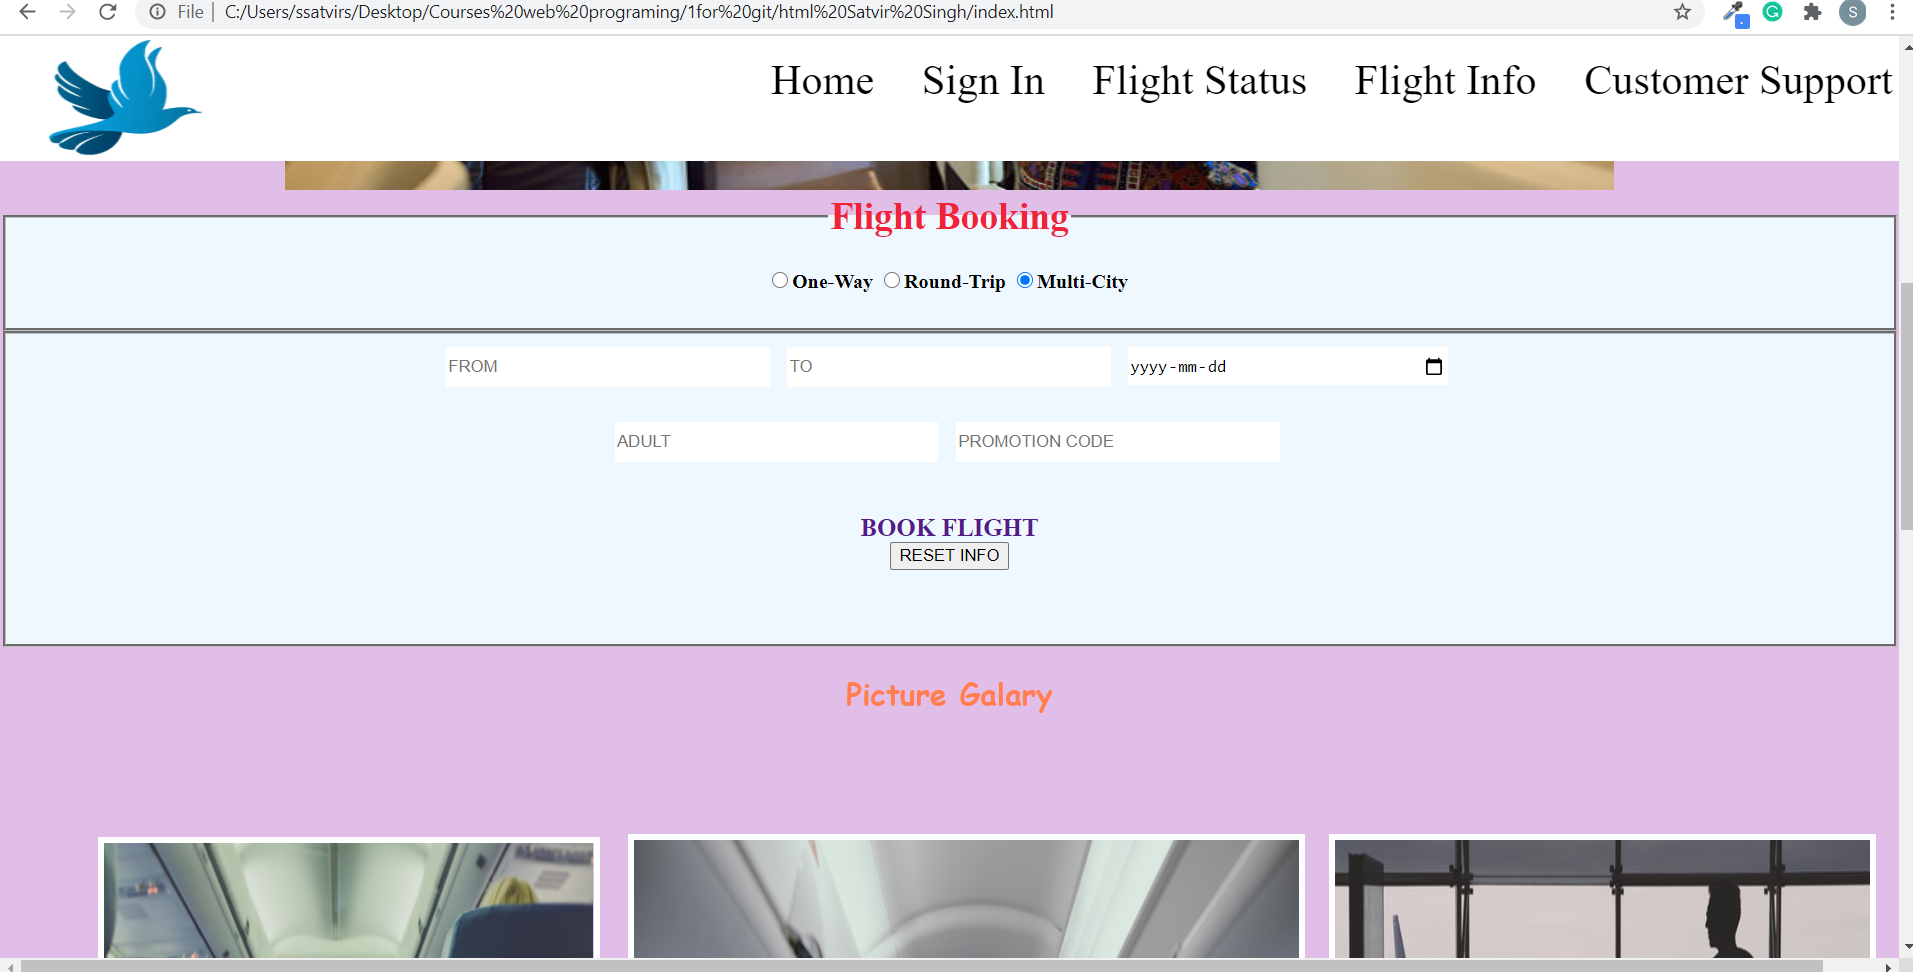 File | C:/Users/ssatvirs/Desktop/Courses%20web%20programing/1for%20git/html%20Satvir%20Singh/index.html
S
Home Sign In Flight Status Flight Info Customer Support
Flight Booking
One-Way Round-Trip Multi-City
FROM TO yyyy-mm-dd
ADULT PROMOTION CODE
BOOK FLIGHT
RESET INFO
Picture Galary